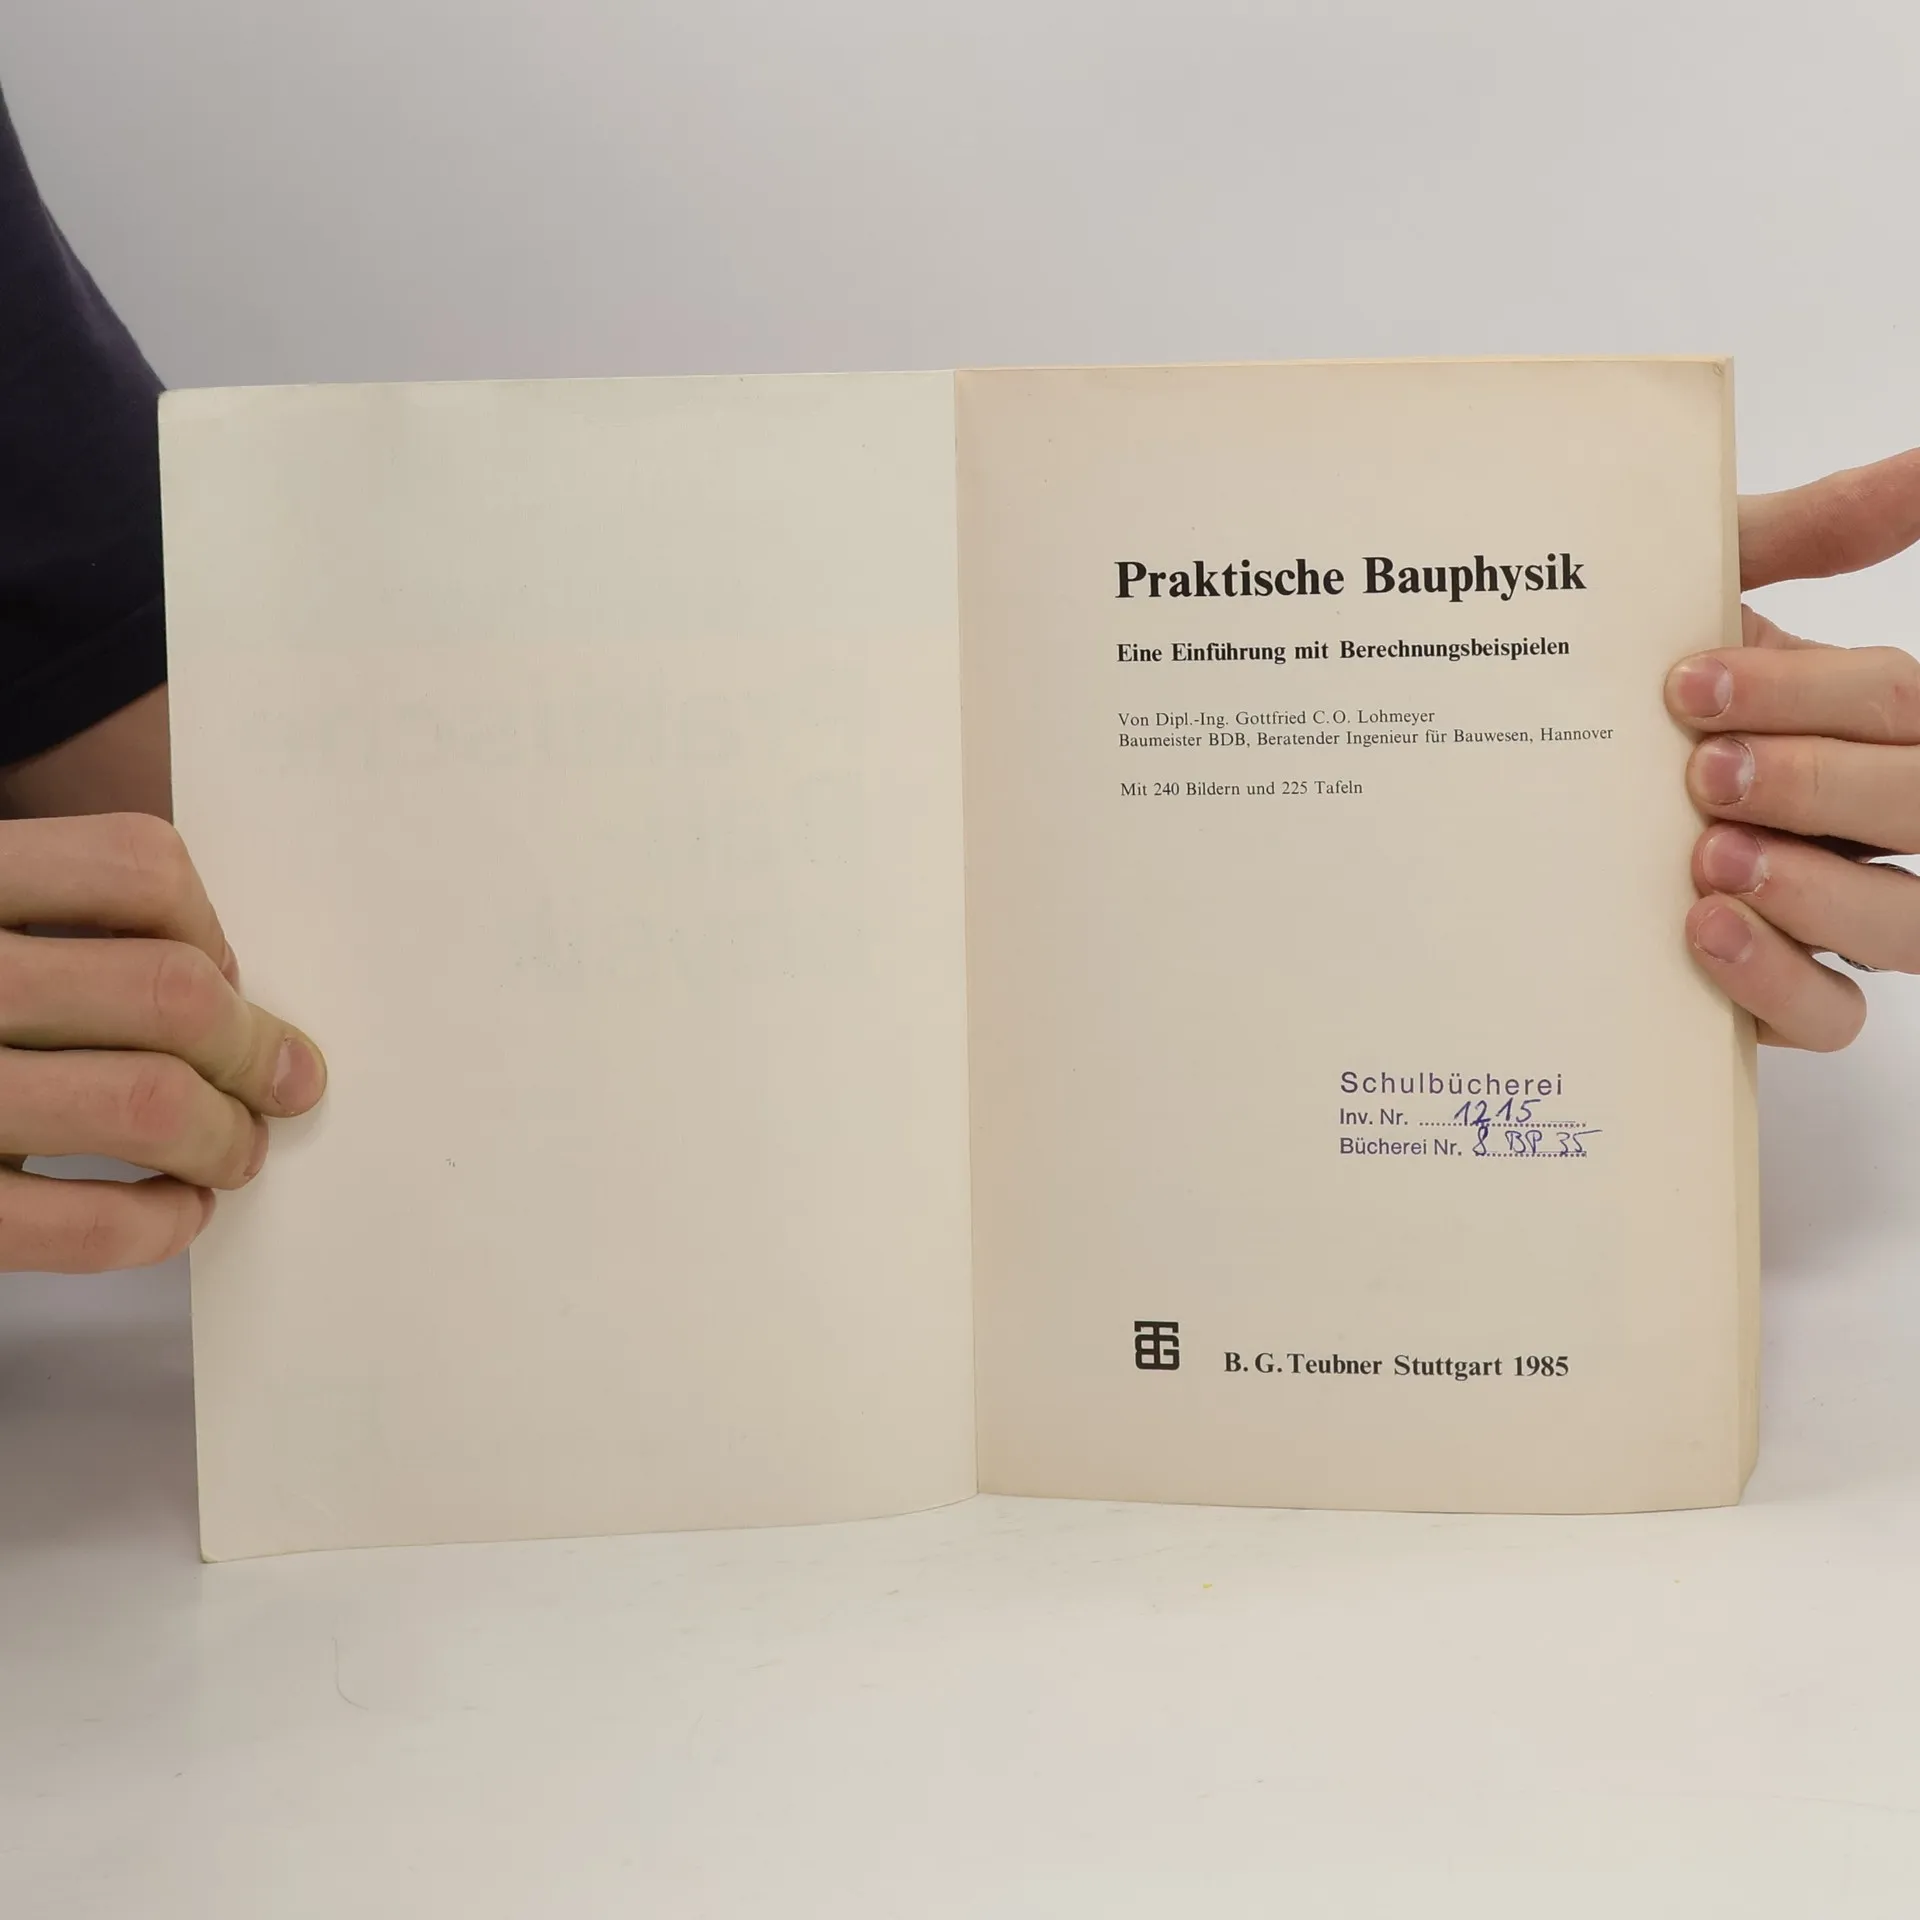 Praktische Bauphysik
Eine Einführung mit Berechnungsbeispielen
Von Dipl.-Ing. Gottfried C. O. Lohmeyer
Baumeister BDB, Beratender Ingenieur für Bauwesen, Hannover
Mit 240 Bildern und 225 Tafeln
Schulbücherei
Inv. Nr. 1215
Bücherei Nr. 8 BP 35
B. G. Teubner Stuttgart 1985